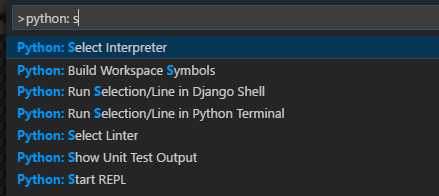 >python: s
Python: Select Interpreter
Python: Build Workspace Symbols
Python: Run Selection/Line in Django Shell
Python: Run Selection/Line in Python Terminal
Python: Select Linter
Python: Show Unit Test Output
Python: Start REPL